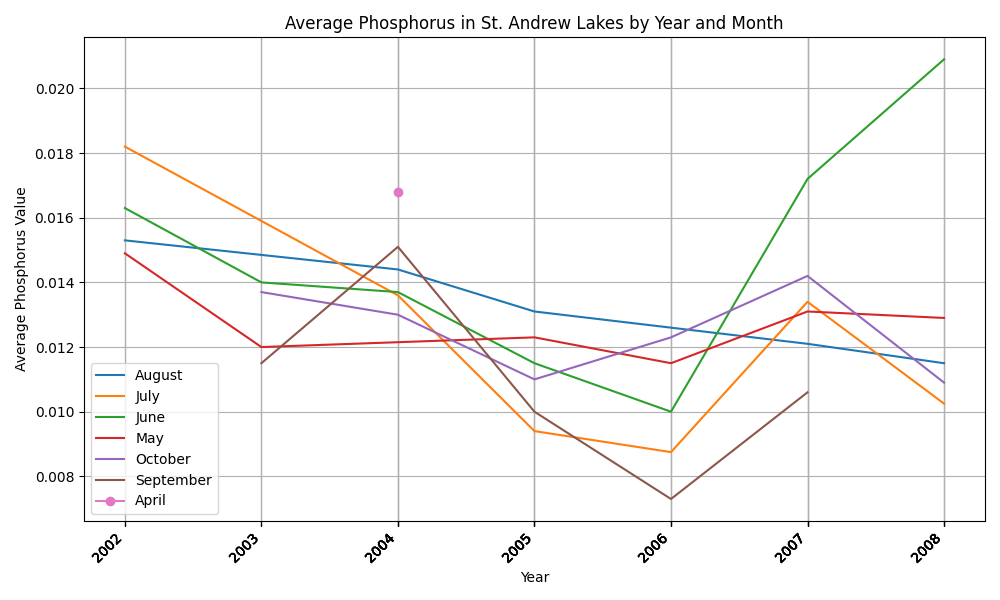 Average Phosphorus in St. Andrew Lakes by Year and Month
Average Phosphorus Value
0.020
0.018
0.016
0.014
0.012
0.010
0.008
August
July
June
May
October
September
April
2002 2003 2004 2005 2006 2007 2008
Year